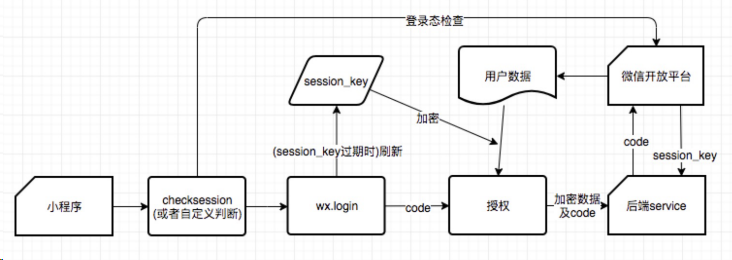 登录态检查
用户数据
微信开放平台
session_key
加密
code
session_key
(session_key过期时)刷新
小程序
checksession
(或者自定义判断)
wx.login
code
授权
加密数据
及code
后端service